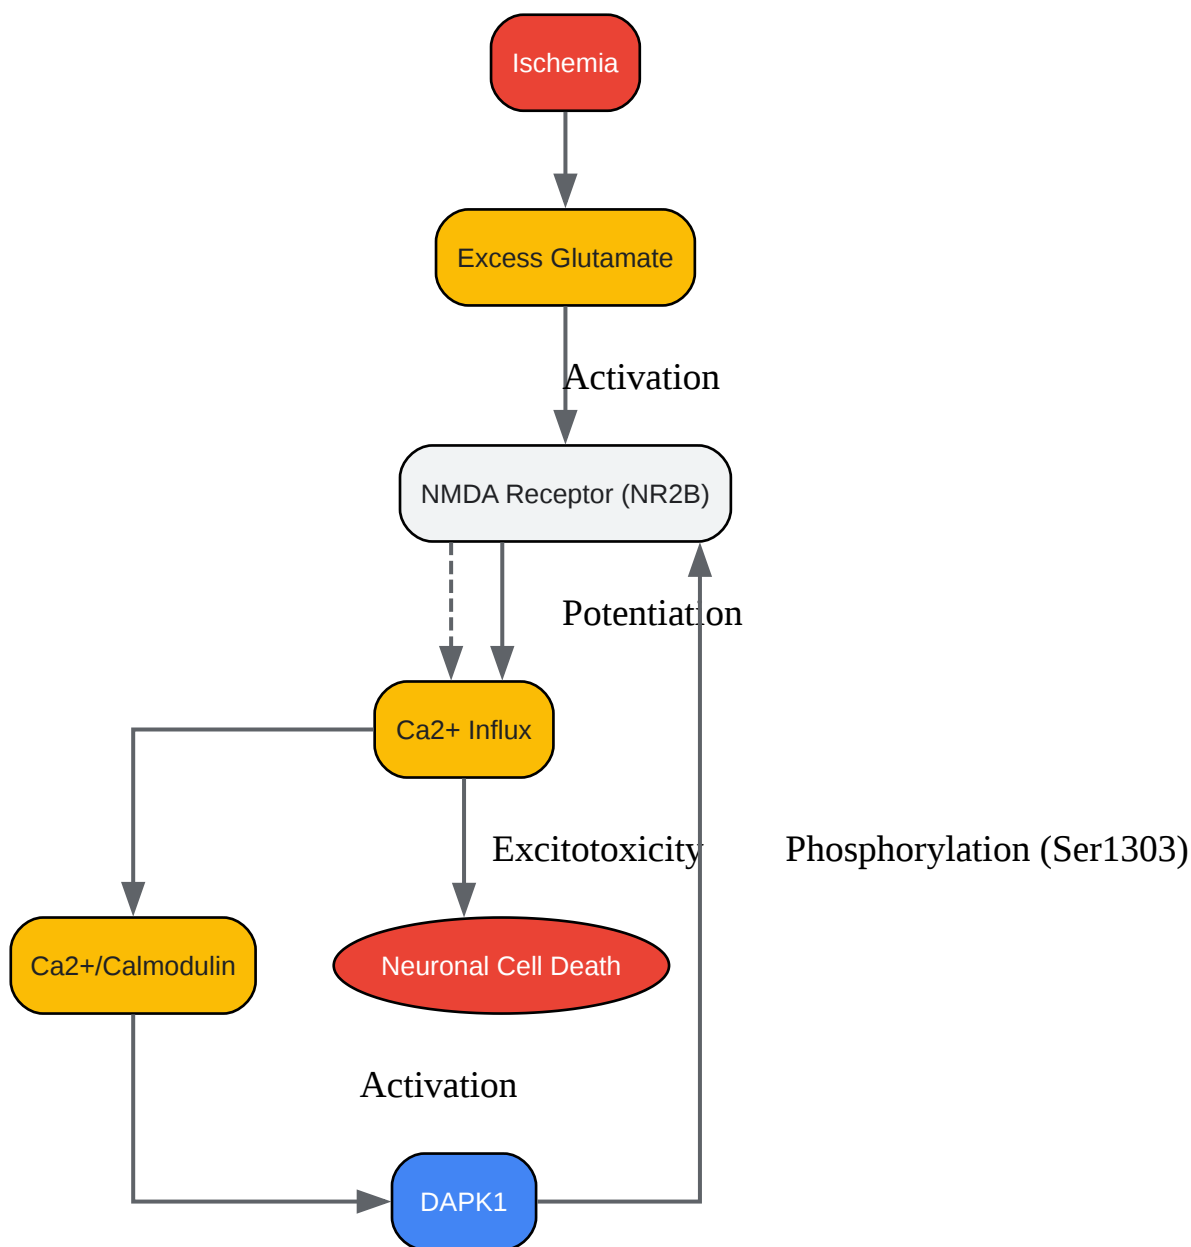 Ischemia
Excess Glutamate
Activation
NMDA Receptor (NR2B)
Potentiation
Ca2+ Influx
Excitotoxicity
Phosphorylation (Ser1303)
Ca2+/Calmodulin
Neuronal Cell Death
Activation
DAPK1